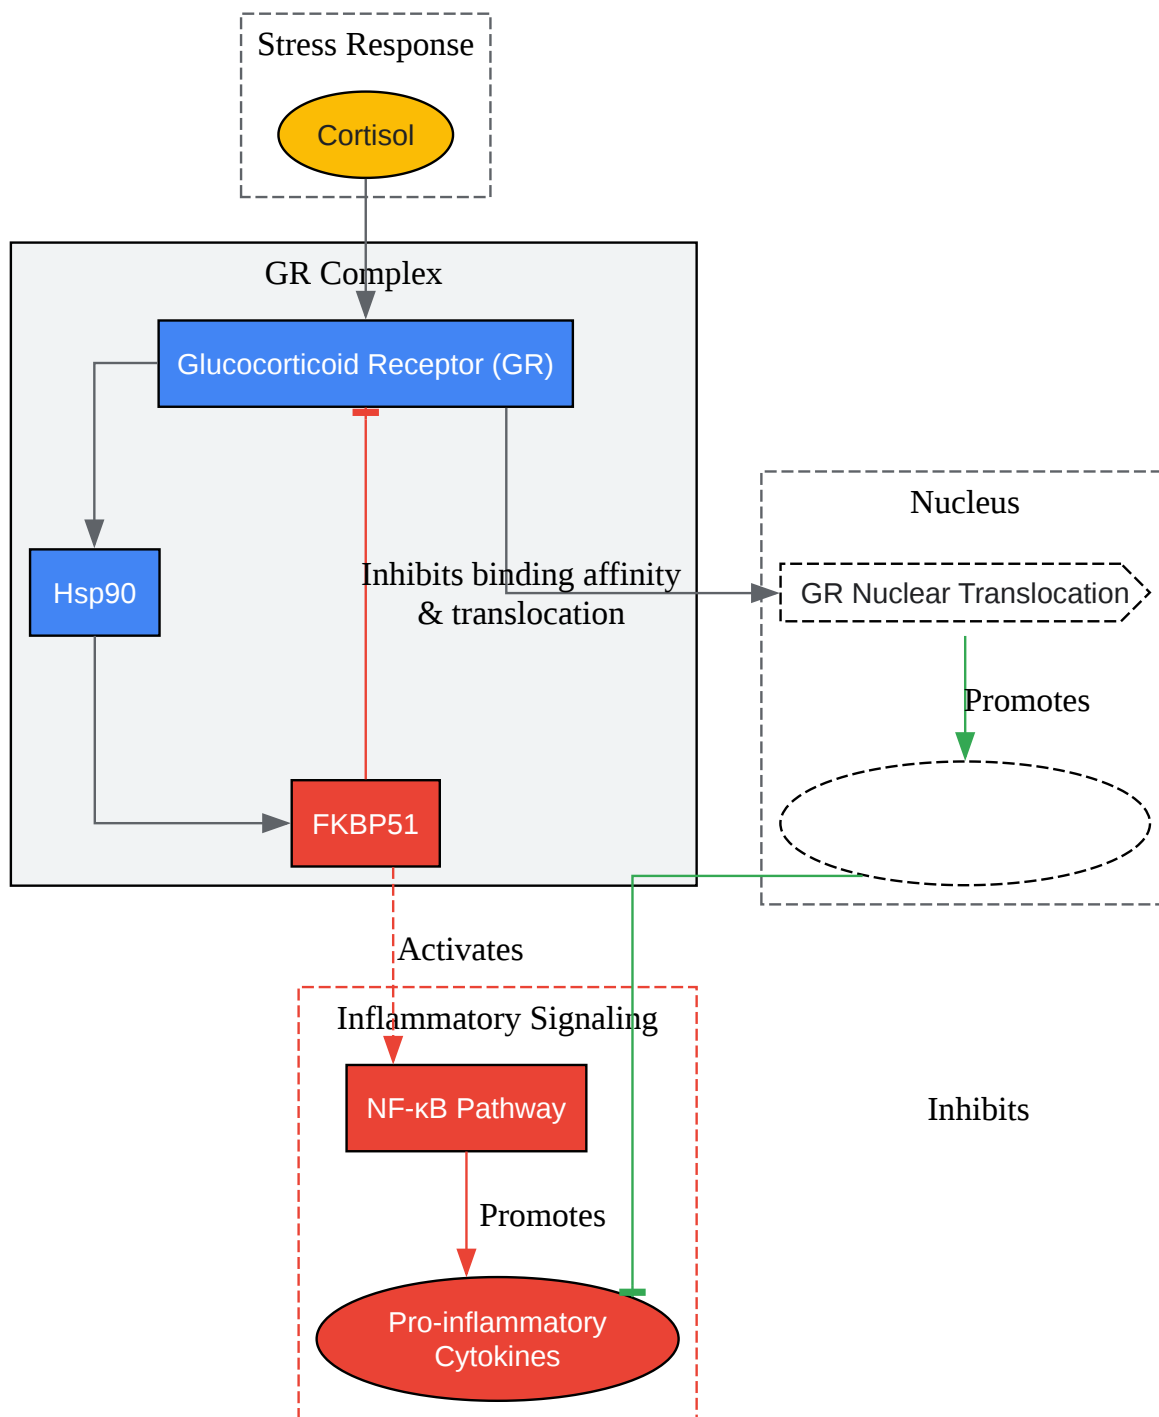 Stress Response
Cortisol
GR Complex
Glucocorticoid Receptor (GR)
Nucleus
Inhibits binding affinity
& translocation
Hsp90
GR Nuclear Translocation
Promotes
FKBP51
Activates
Inflammatory Signaling
NF-κB Pathway
Inhibits
Promotes
Pro-inflammatory
Cytokines